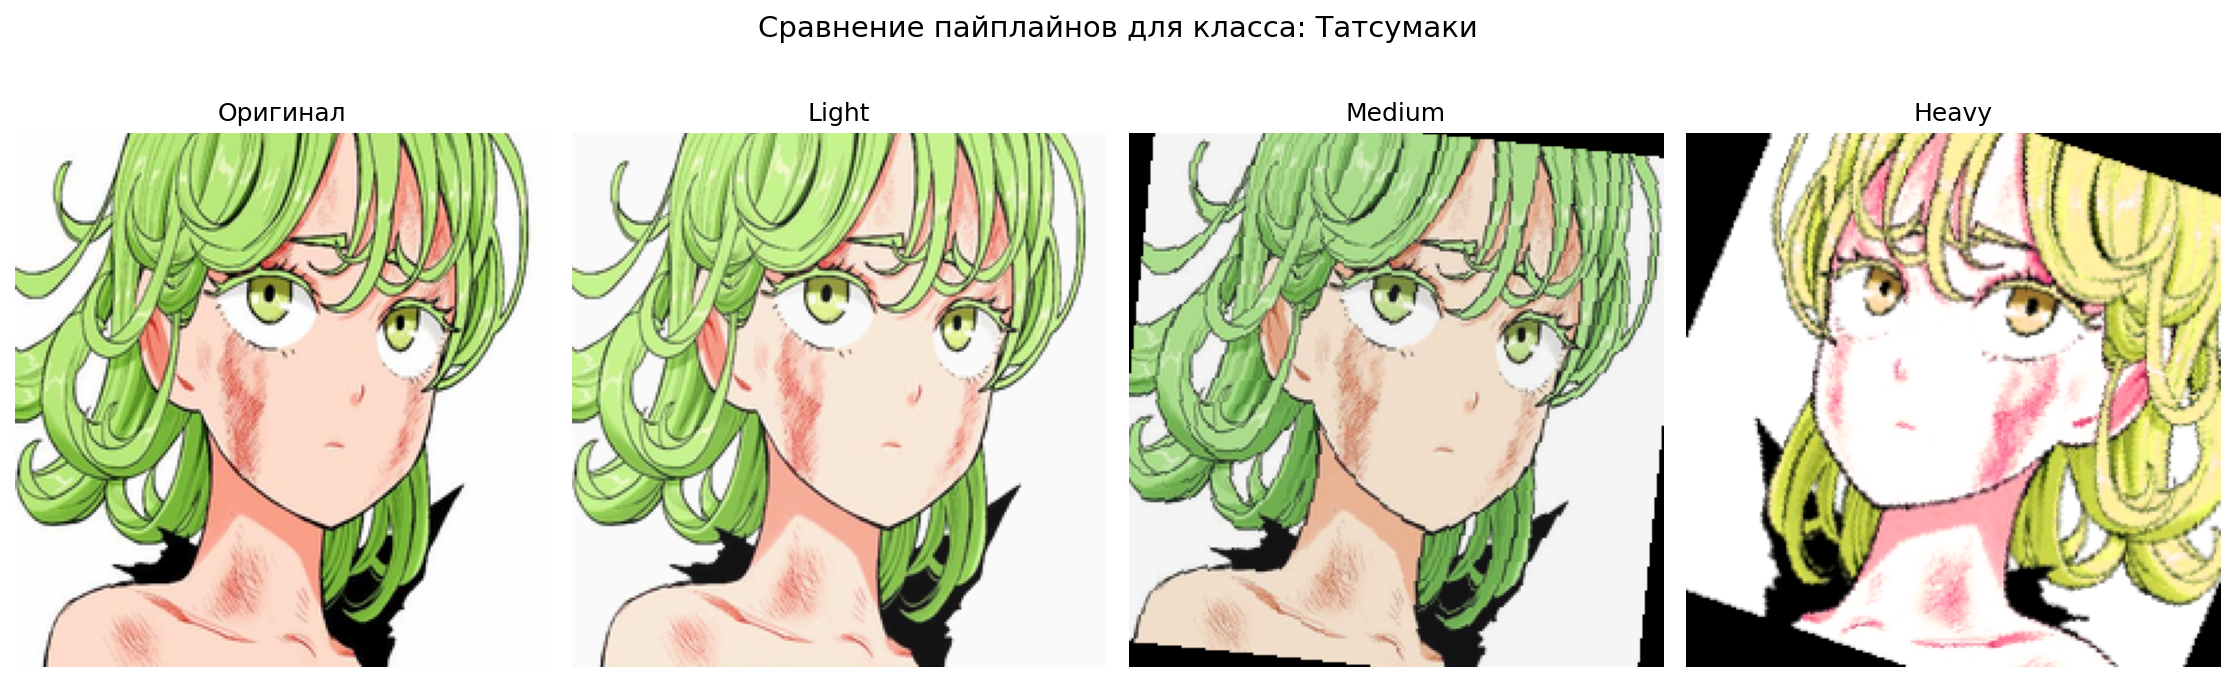 Сравнение пайплайнов для класса: Татсумаки
Оригинал
Light
Medium
Heavy